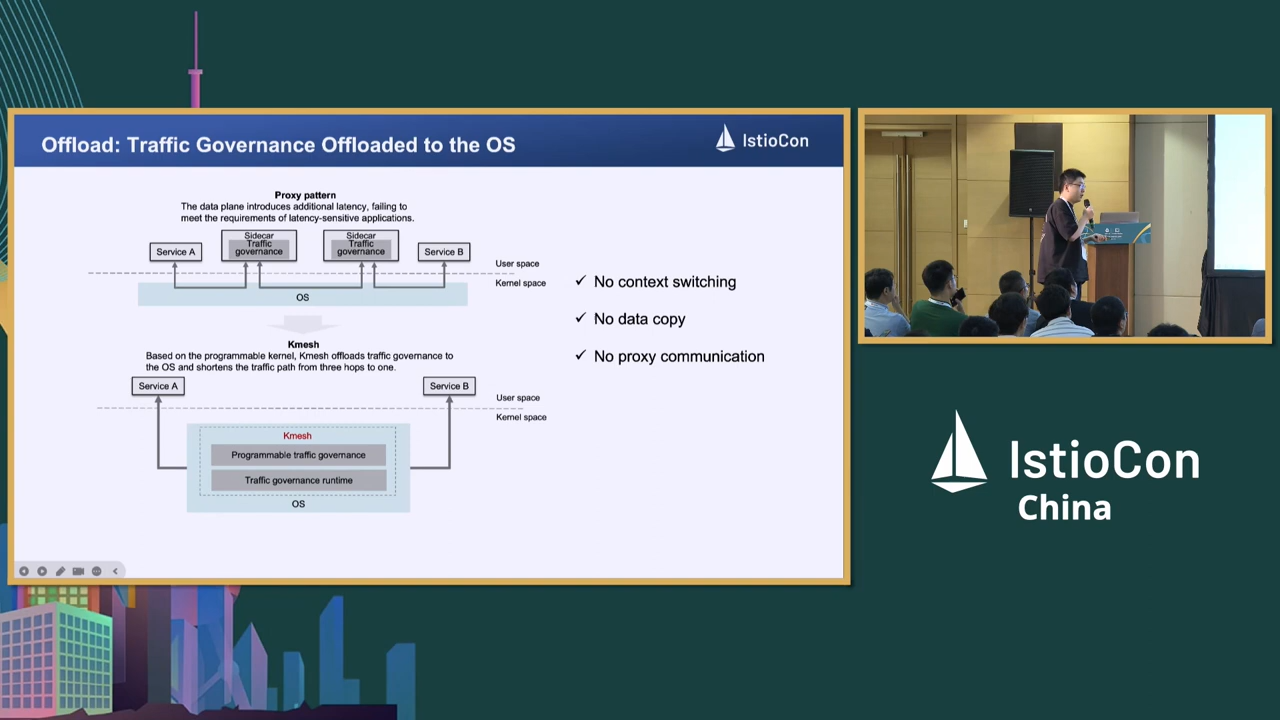 Offload: Traffic Governance Offloaded to the OS
IstioCon
Proxy pattern
The data plane introduces additional latency, failing to
meet the requirements of latency-sensitive applications.
Service A
Sidecar
Traffic
governance
Sidecar
Traffic
governance
Service B
User space
Kernel space
OS
Kmesh
Based on the programmable kernel, Kmesh offloads traffic governance to
the OS and shortens the traffic path from three hops to one.
Service A
Service B
User space
Kernel space
Kmesh
Programmable traffic governance
Traffic governance runtime
OS
✓ No context switching
✓ No data copy
✓ No proxy communication
IstioCon
China